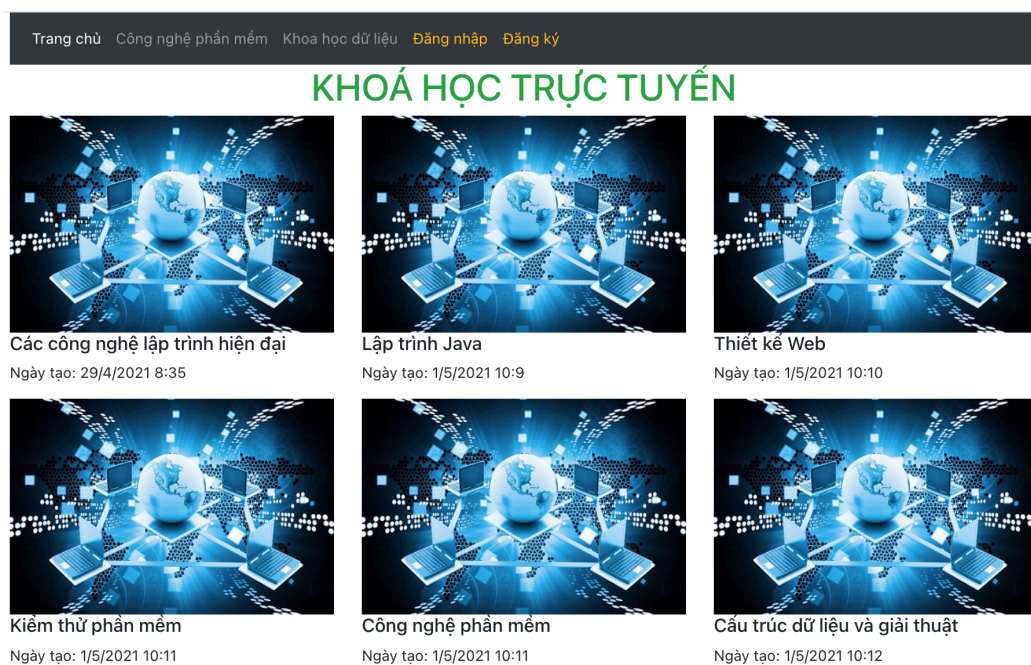 Trang chủ Công nghệ phần mềm Khoa học dữ liệu Đăng nhập Đăng ký
KHOÁ HỌC TRỰC TUYẾN
Các công nghệ lập trình hiện đại
Ngày tạo: 29/4/2021 8:35
Lập trình Java
Ngày tạo: 1/5/2021 10:9
Thiết kế Web
Ngày tạo: 1/5/2021 10:10
Kiểm thử phần mềm
Ngày tạo: 1/5/2021 10:11
Công nghệ phần mềm
Ngày tạo: 1/5/2021 10:11
Cấu trúc dữ liệu và giải thuật
Ngày tạo: 1/5/2021 10:12